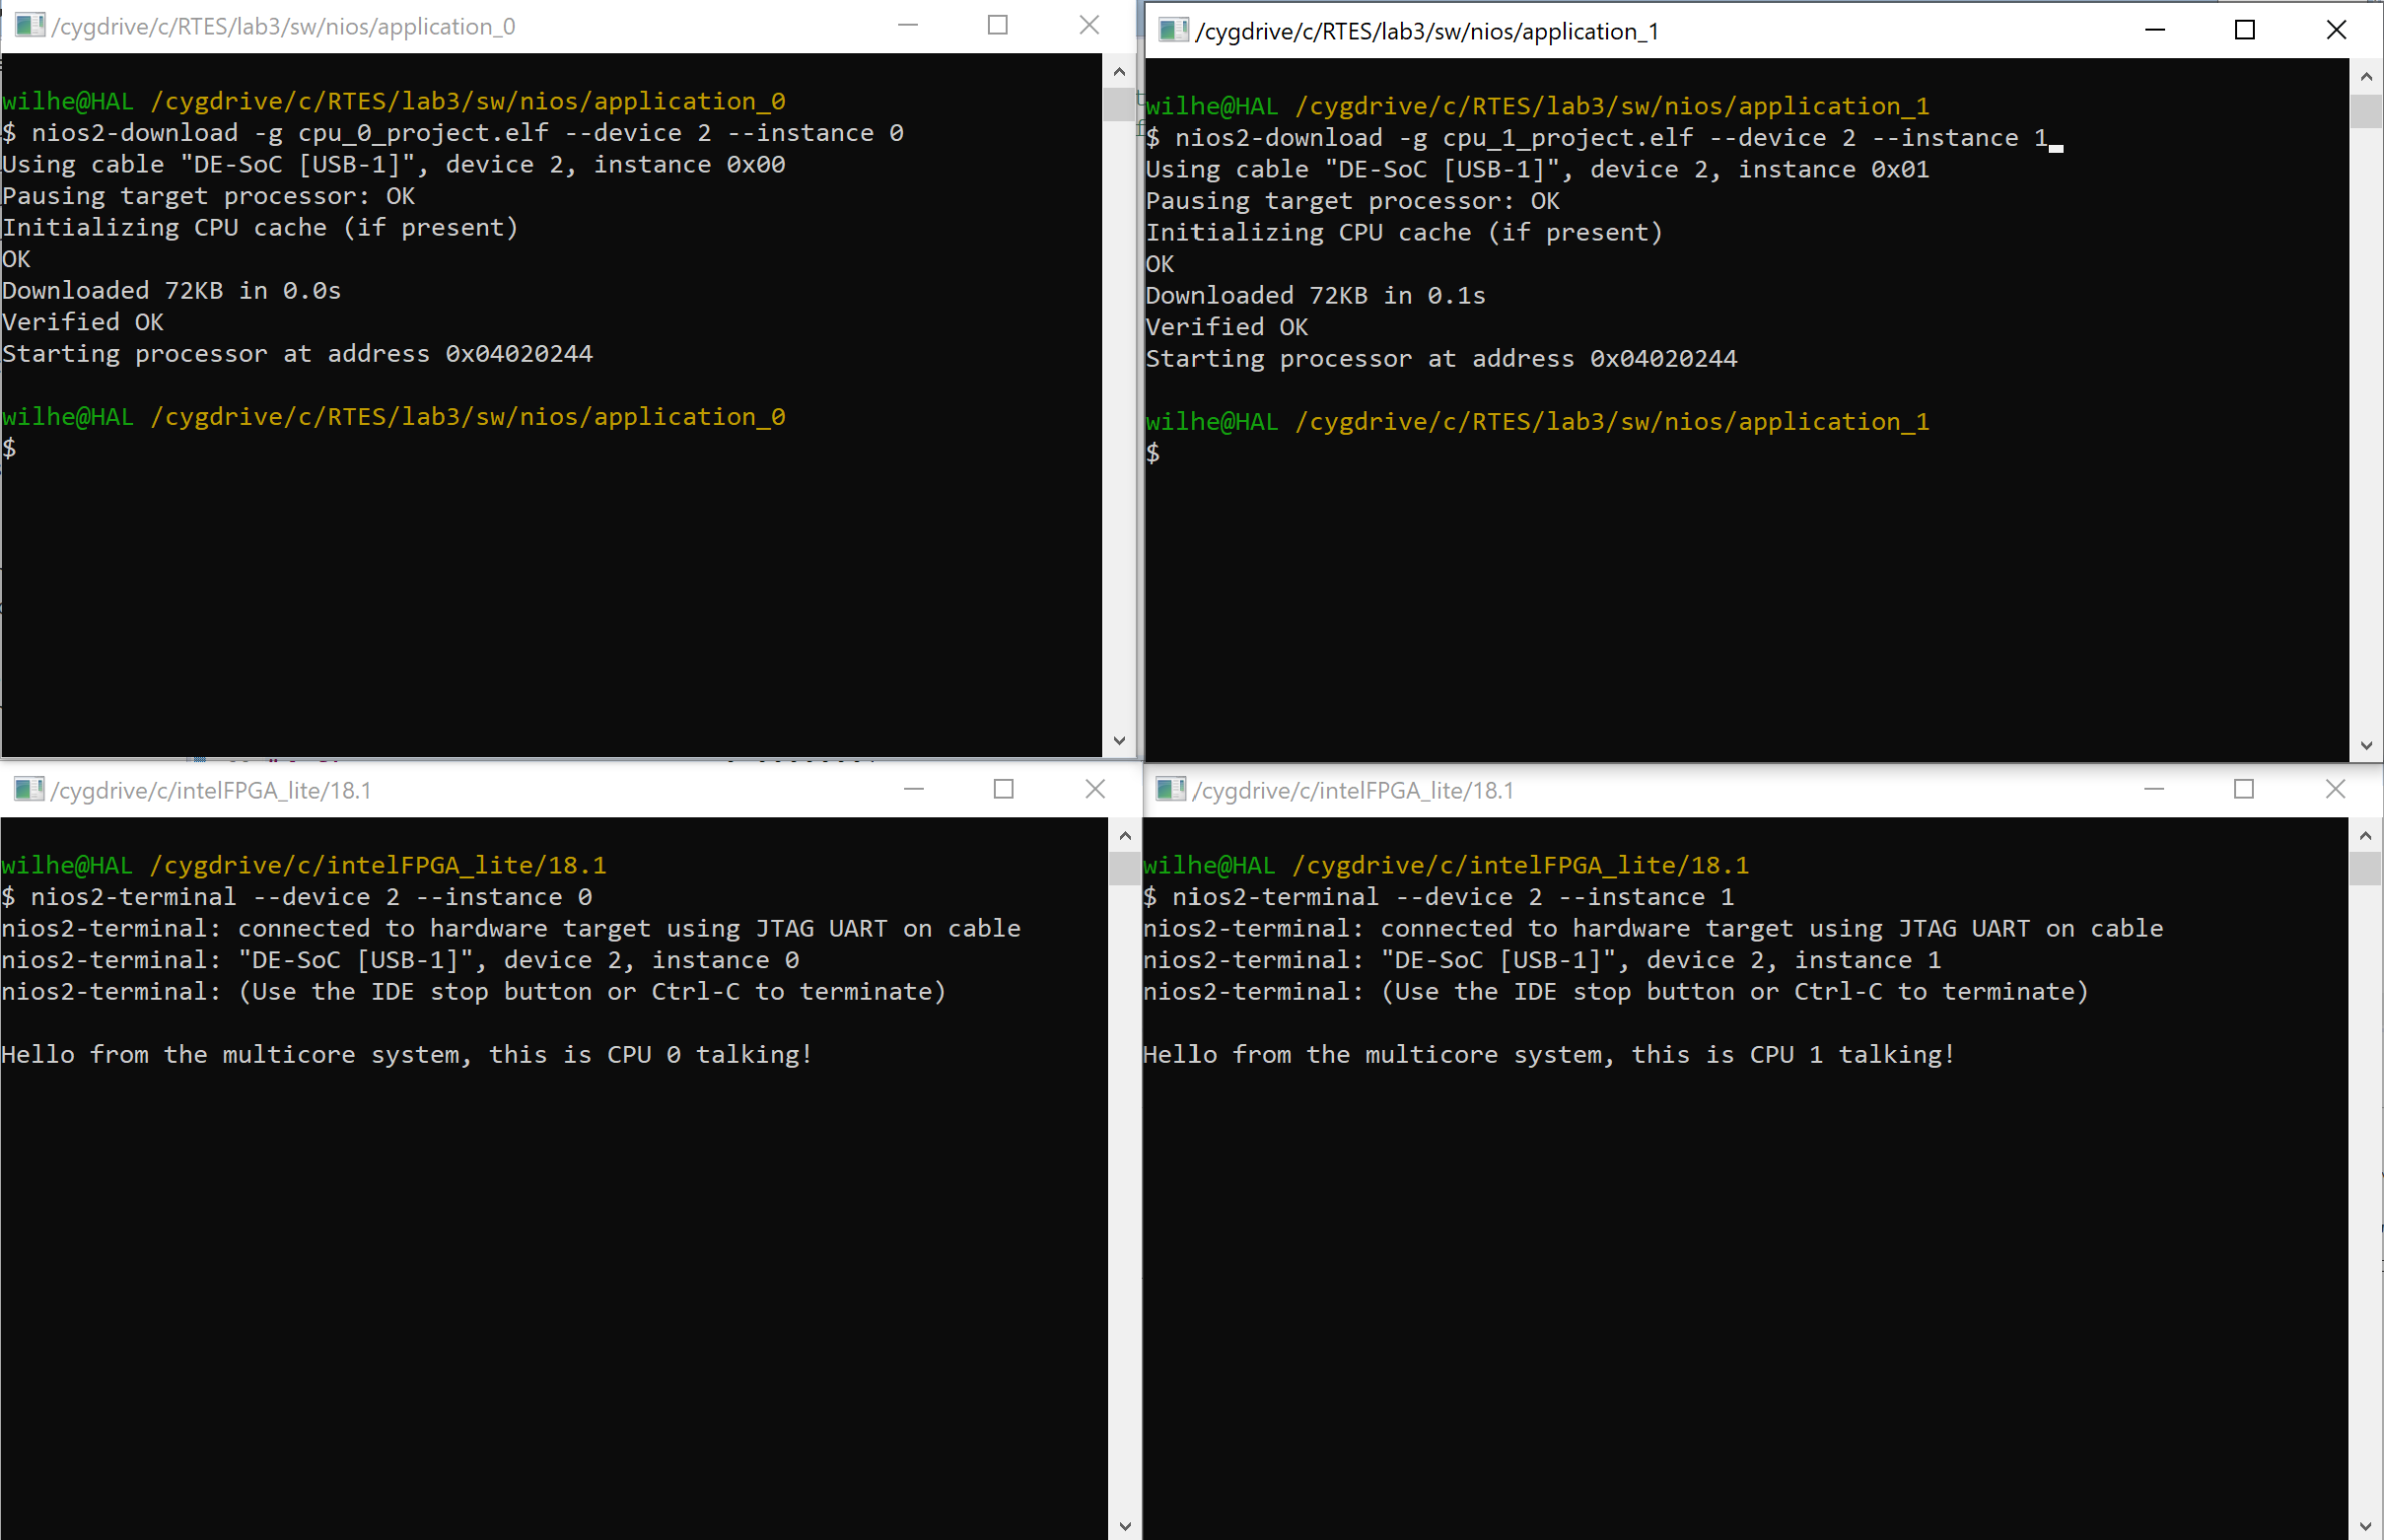 /cygdrive/c/RTES/lab3/sw/nios/application_0
wilhe@HAL /cygdrive/c/RTES/lab3/sw/nios/application_0
$ nios2-download -g cpu_0_project.elf --device 2 --instance 0
Using cable "DE-SoC [USB-1]", device 2, instance 0x00
Pausing target processor: OK
Initializing CPU cache (if present)
OK
Downloaded 72KB in 0.0s
Verified OK
Starting processor at address 0x04020244
wilhe@HAL /cygdrive/c/RTES/lab3/sw/nios/application_0
$
/cygdrive/c/RTES/lab3/sw/nios/application_1
wilhe@HAL /cygdrive/c/RTES/lab3/sw/nios/application_1
$ nios2-download -g cpu_1_project.elf --device 2 --instance 1
Using cable "DE-SoC [USB-1]", device 2, instance 0x01
Pausing target processor: OK
Initializing CPU cache (if present)
OK
Downloaded 72KB in 0.1s
Verified OK
Starting processor at address 0x04020244
wilhe@HAL /cygdrive/c/RTES/lab3/sw/nios/application_1
$
/cygdrive/c/intelFPGA_lite/18.1
wilhe@HAL /cygdrive/c/intelFPGA_lite/18.1
$ nios2-terminal --device 2 --instance 0
nios2-terminal: connected to hardware target using JTAG UART on cable
nios2-terminal: "DE-SoC [USB-1]", device 2, instance 0
nios2-terminal: (Use the IDE stop button or Ctrl-C to terminate)
Hello from the multicore system, this is CPU 0 talking!
/cygdrive/c/intelFPGA_lite/18.1
wilhe@HAL /cygdrive/c/intelFPGA_lite/18.1
$ nios2-terminal --device 2 --instance 1
nios2-terminal: connected to hardware target using JTAG UART on cable
nios2-terminal: "DE-SoC [USB-1]", device 2, instance 1
nios2-terminal: (Use the IDE stop button or Ctrl-C to terminate)
Hello from the multicore system, this is CPU 1 talking!